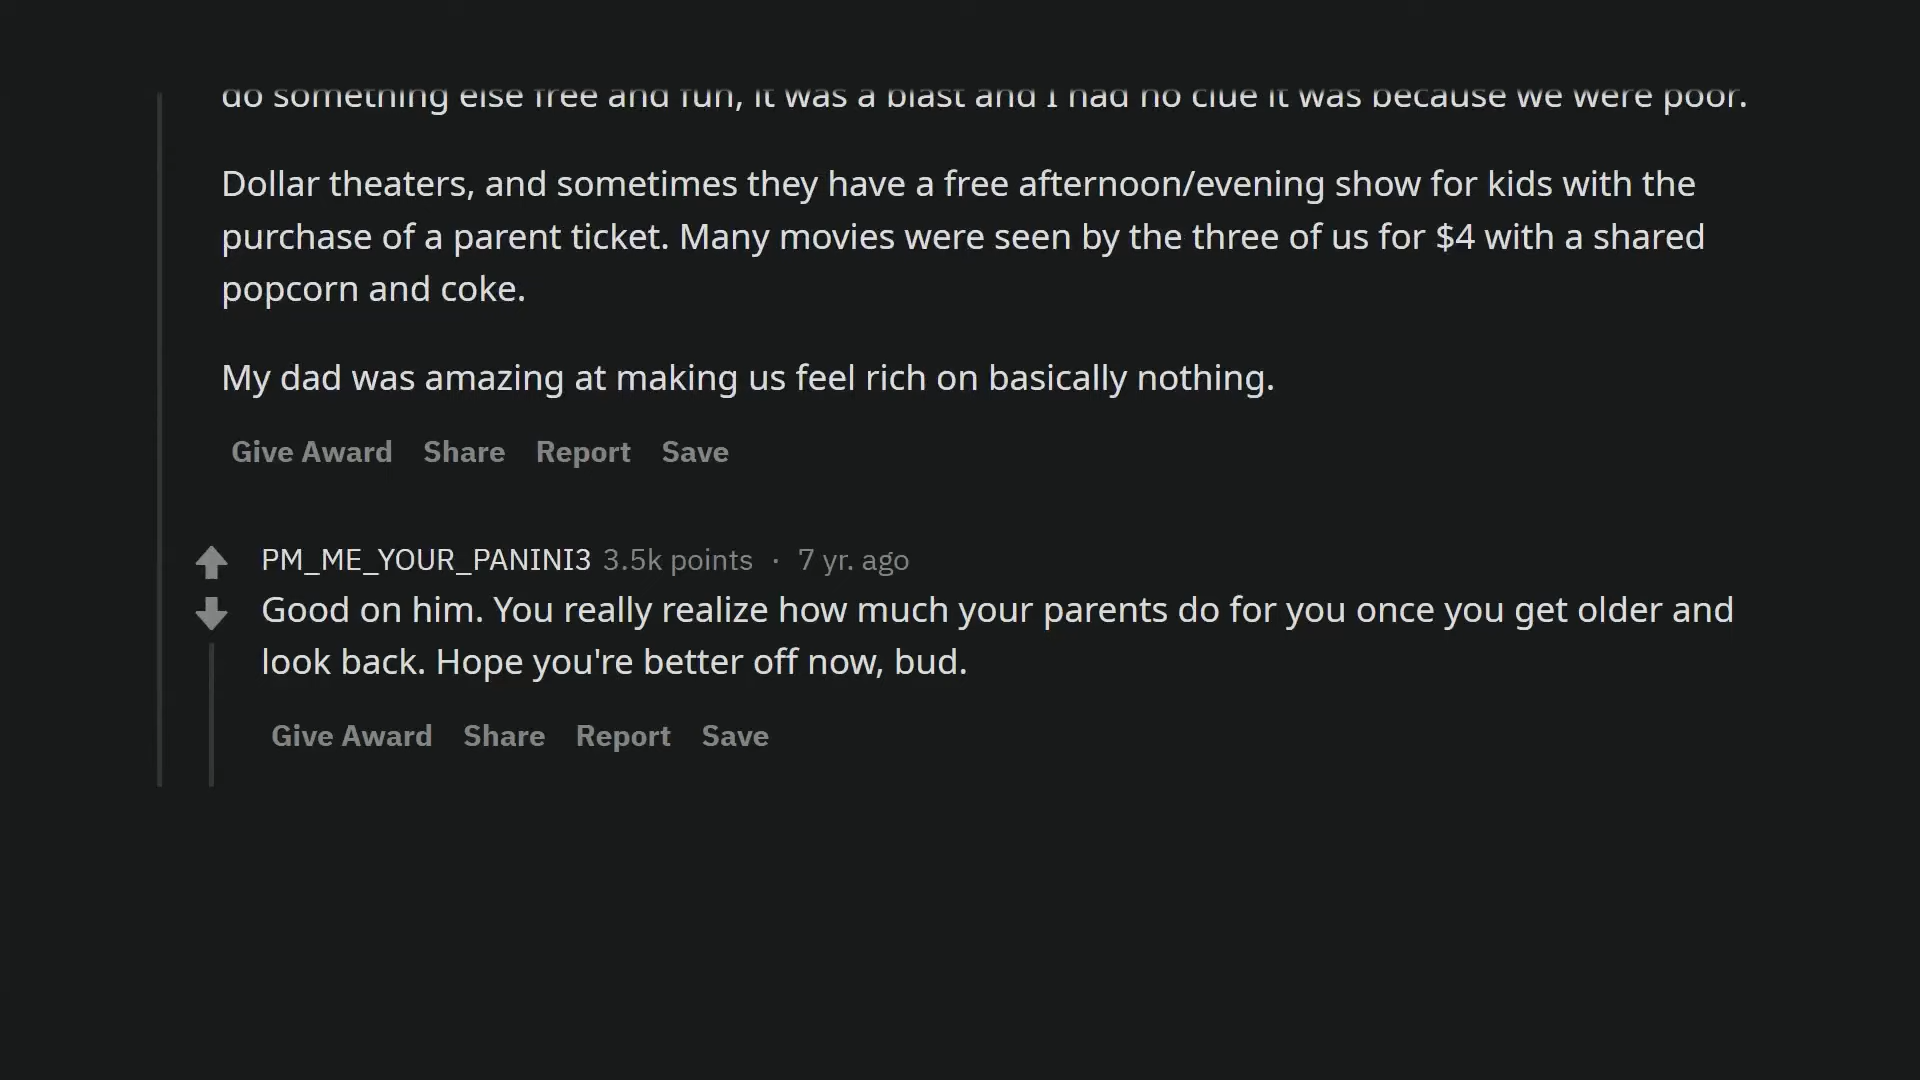 do something else free and fun, it was a blast and I had no clue it was because we were poor.
Dollar theaters, and sometimes they have a free afternoon/evening show for kids with the
purchase of a parent ticket. Many movies were seen by the three of us for $4 with a shared
popcorn and coke.
My dad was amazing at making us feel rich on basically nothing.
Give Award Share Report Save
PM_ME_YOUR_PANINI3 3.5k points · 7 yr. ago
Good on him. You really realize how much your parents do for you once you get older and
look back. Hope you're better off now, bud.
Give Award Share Report Save